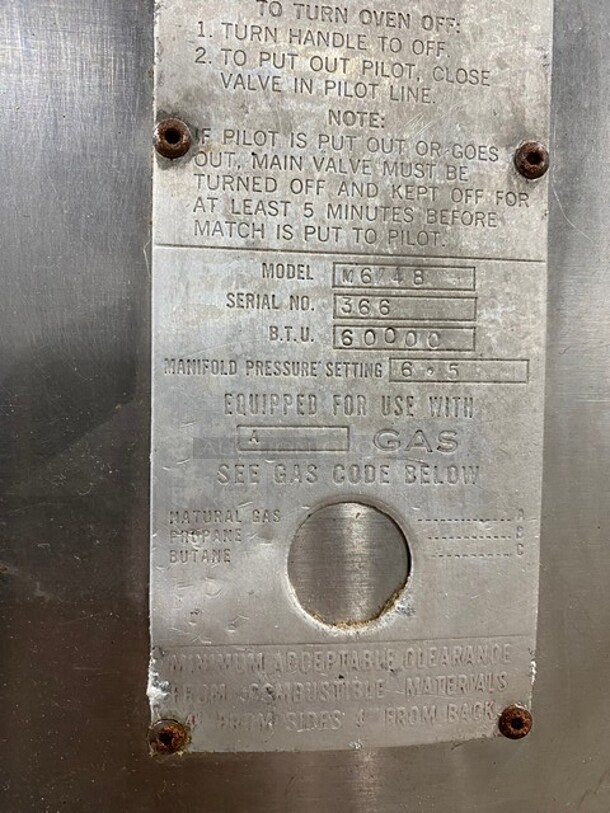 TO TURN OVEN OFF:
1. TURN HANDLE TO OFF.
2. TO PUT OUT PILOT, CLOSE
VALVE IN PILOT LINE.
NOTE:
IF PILOT IS PUT OUT OR GOES
OUT, MAIN VALVE MUST BE
TURNED OFF AND KEPT OFF FOR
AT LEAST 5 MINUTES BEFORE
MATCH IS PUT TO PILOT.
MODEL M6/48
SERIAL NO. 366
B.T.U. 60000
MANIFOLD PRESSURE SETTING 6.5
EQUIPPED FOR USE WITH
A GAS
SEE GAS CODE BELOW
NATURAL GAS A
PROPANE B
BUTANE C
MINIMUM ACCEPTABLE CLEARANCE
FROM COMBUSTIBLE MATERIALS
FROM SIDES FROM BACK